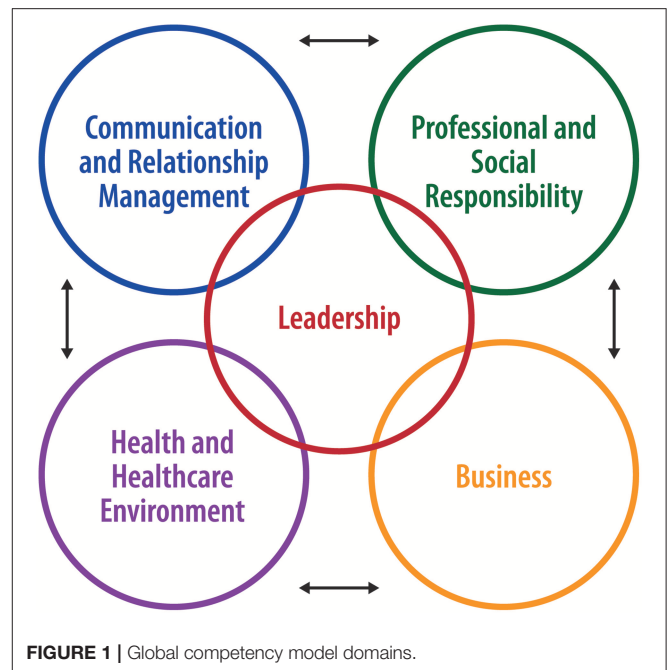 Communication
and Relationship
Management
Professional and
Social
Responsibility
Leadership
Health and
Healthcare
Environment
Business
FIGURE 1 | Global competency model domains.